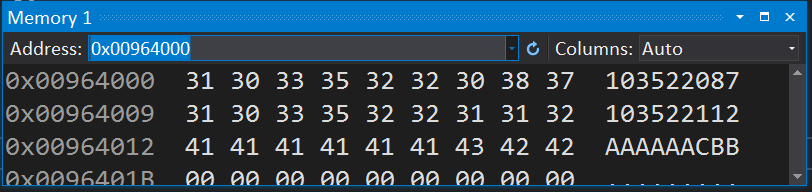 Memory 1
Address: 0x00964000 Columns: Auto
0x00964000 31 30 33 35 32 32 30 38 37 103522087
0x00964009 31 30 33 35 32 32 31 31 32 103522112
0x00964012 41 41 41 41 41 41 43 42 42 AAAAAACBB
0x0096401B 00 00 00 00 00 00 00 00 00 .........